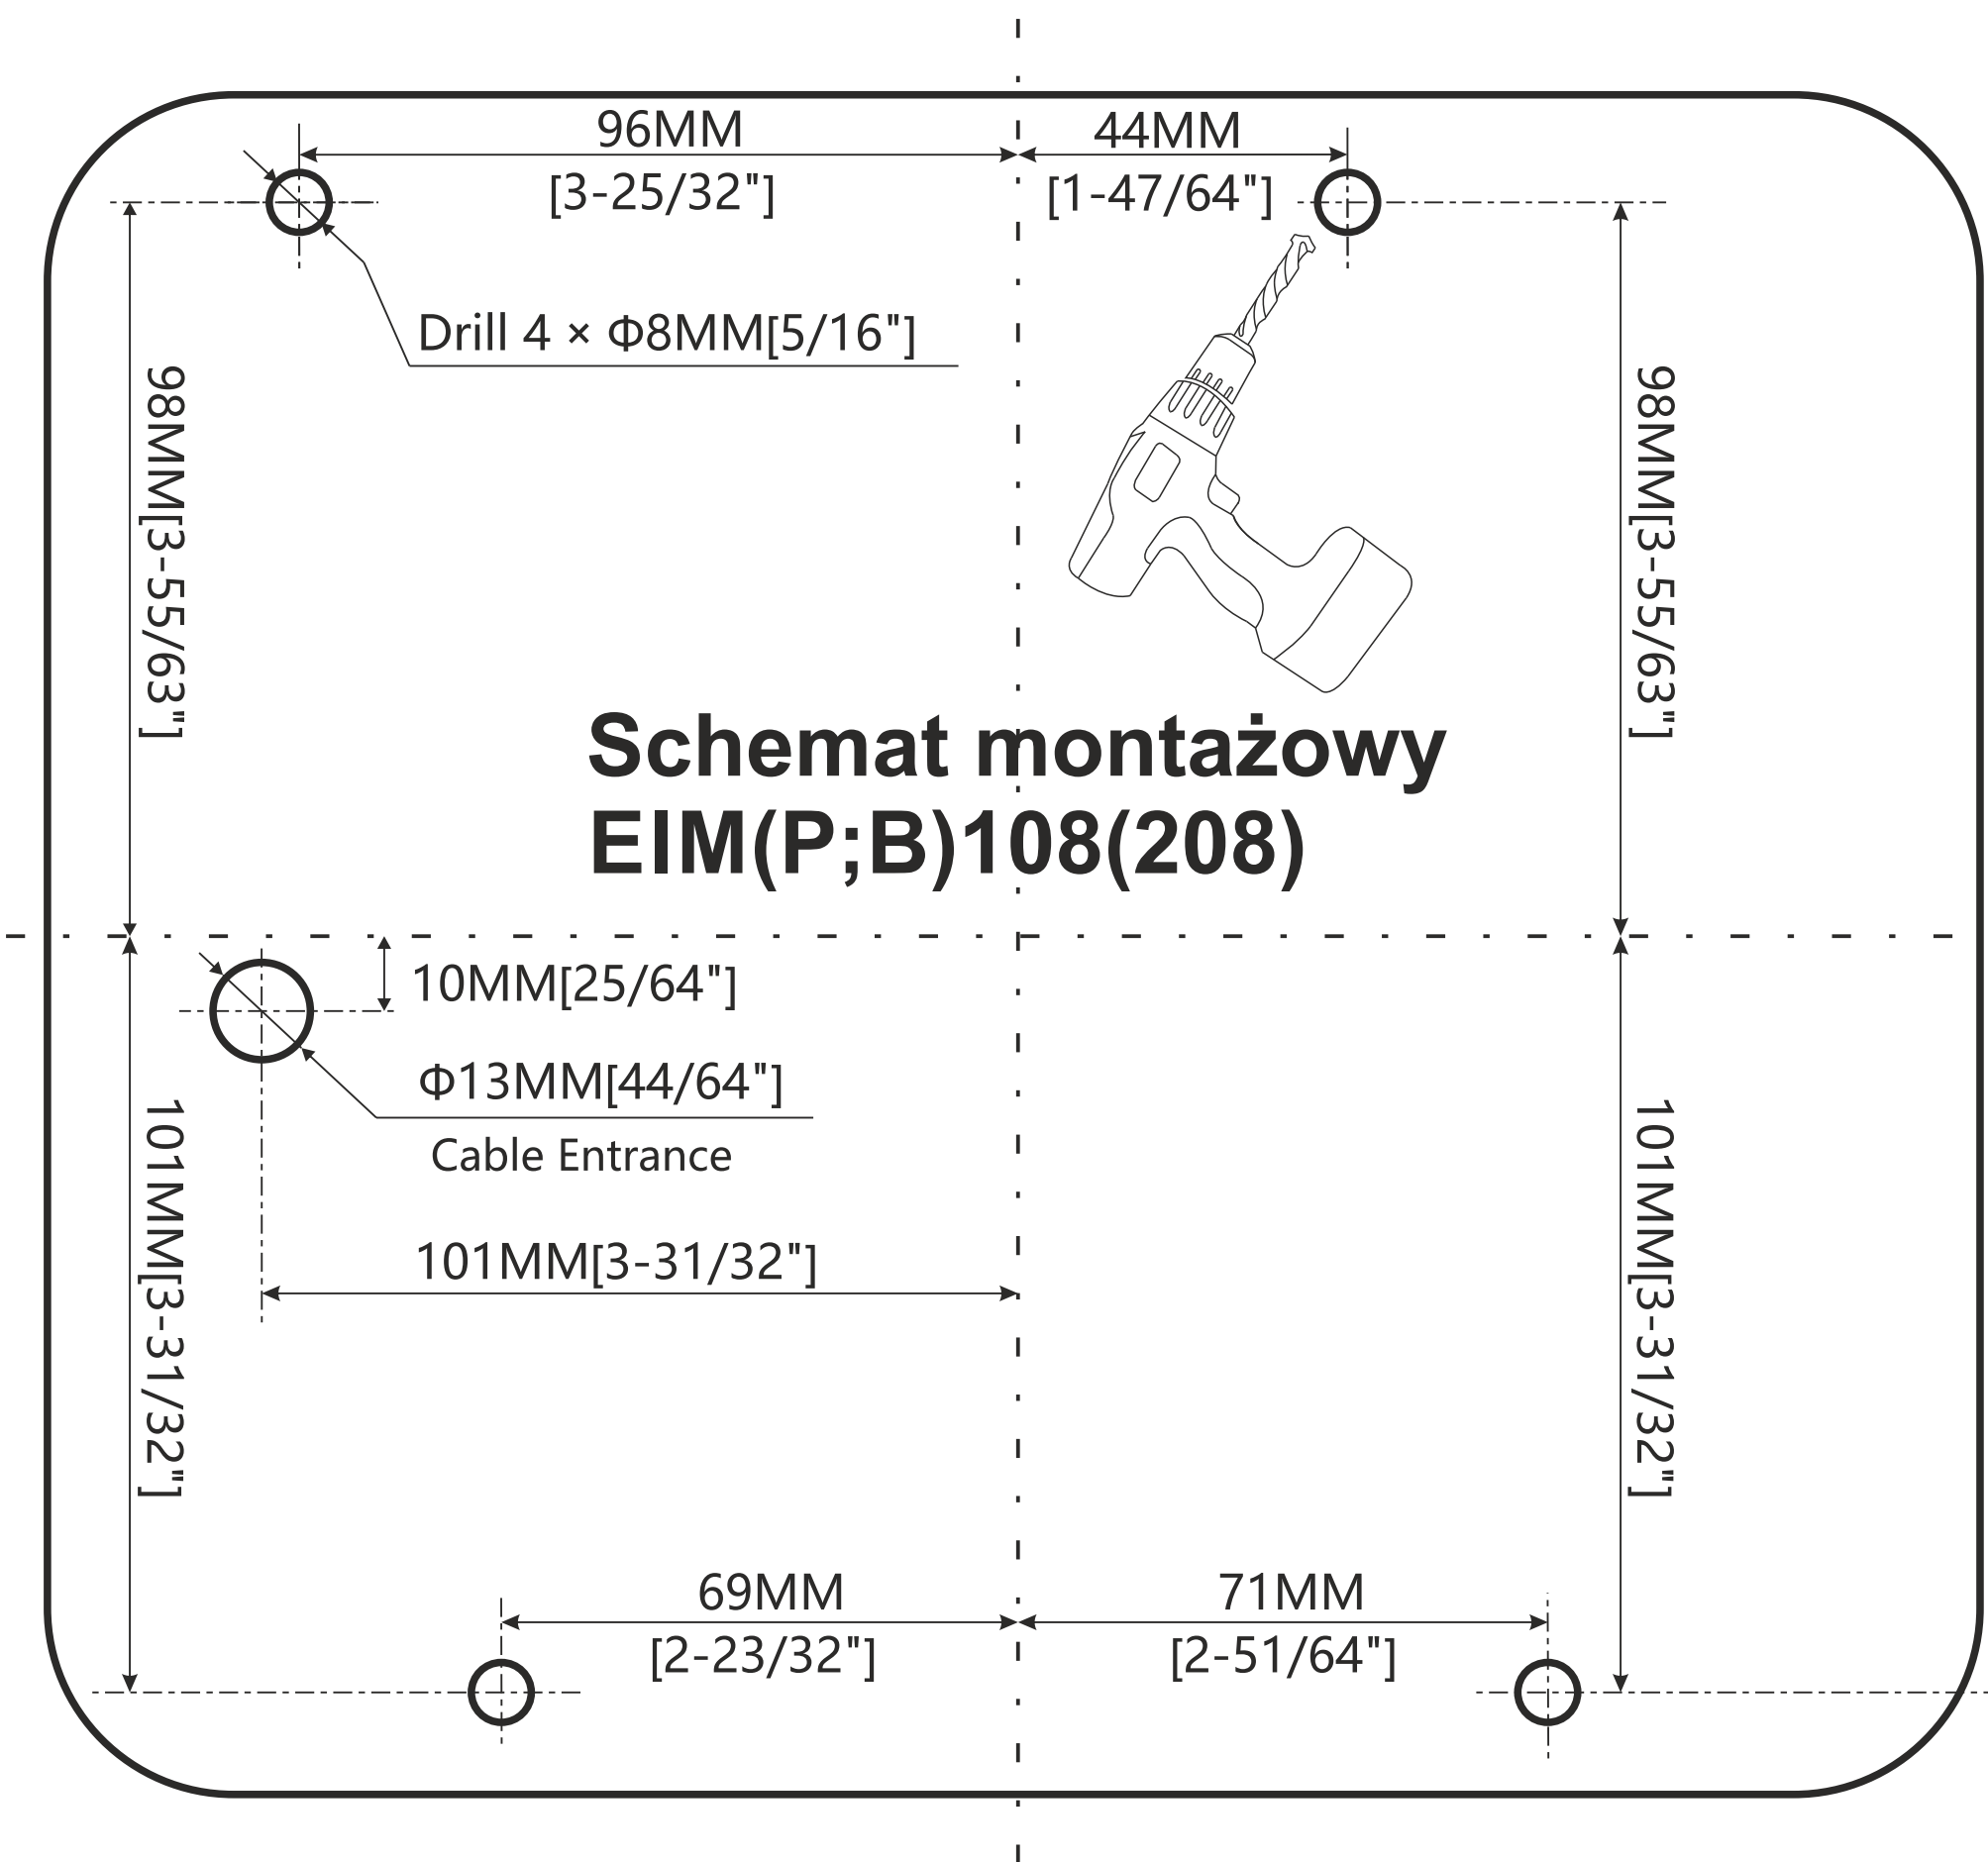 96MM
[3-25/32"]
44MM
[1-47/64"]
Drill 4 × Φ8MM[5/16"]
98MM[3-55/63"]
98MM[3-55/63"]
Schemat montażowy
EIM(P;B)108(208)
10MM[25/64"]
Φ13MM[44/64"]
Cable Entrance
101MM[3-31/32"]
101MM[3-31/32"]
101MM[3-31/32"]
69MM
[2-23/32"]
71MM
[2-51/64"]